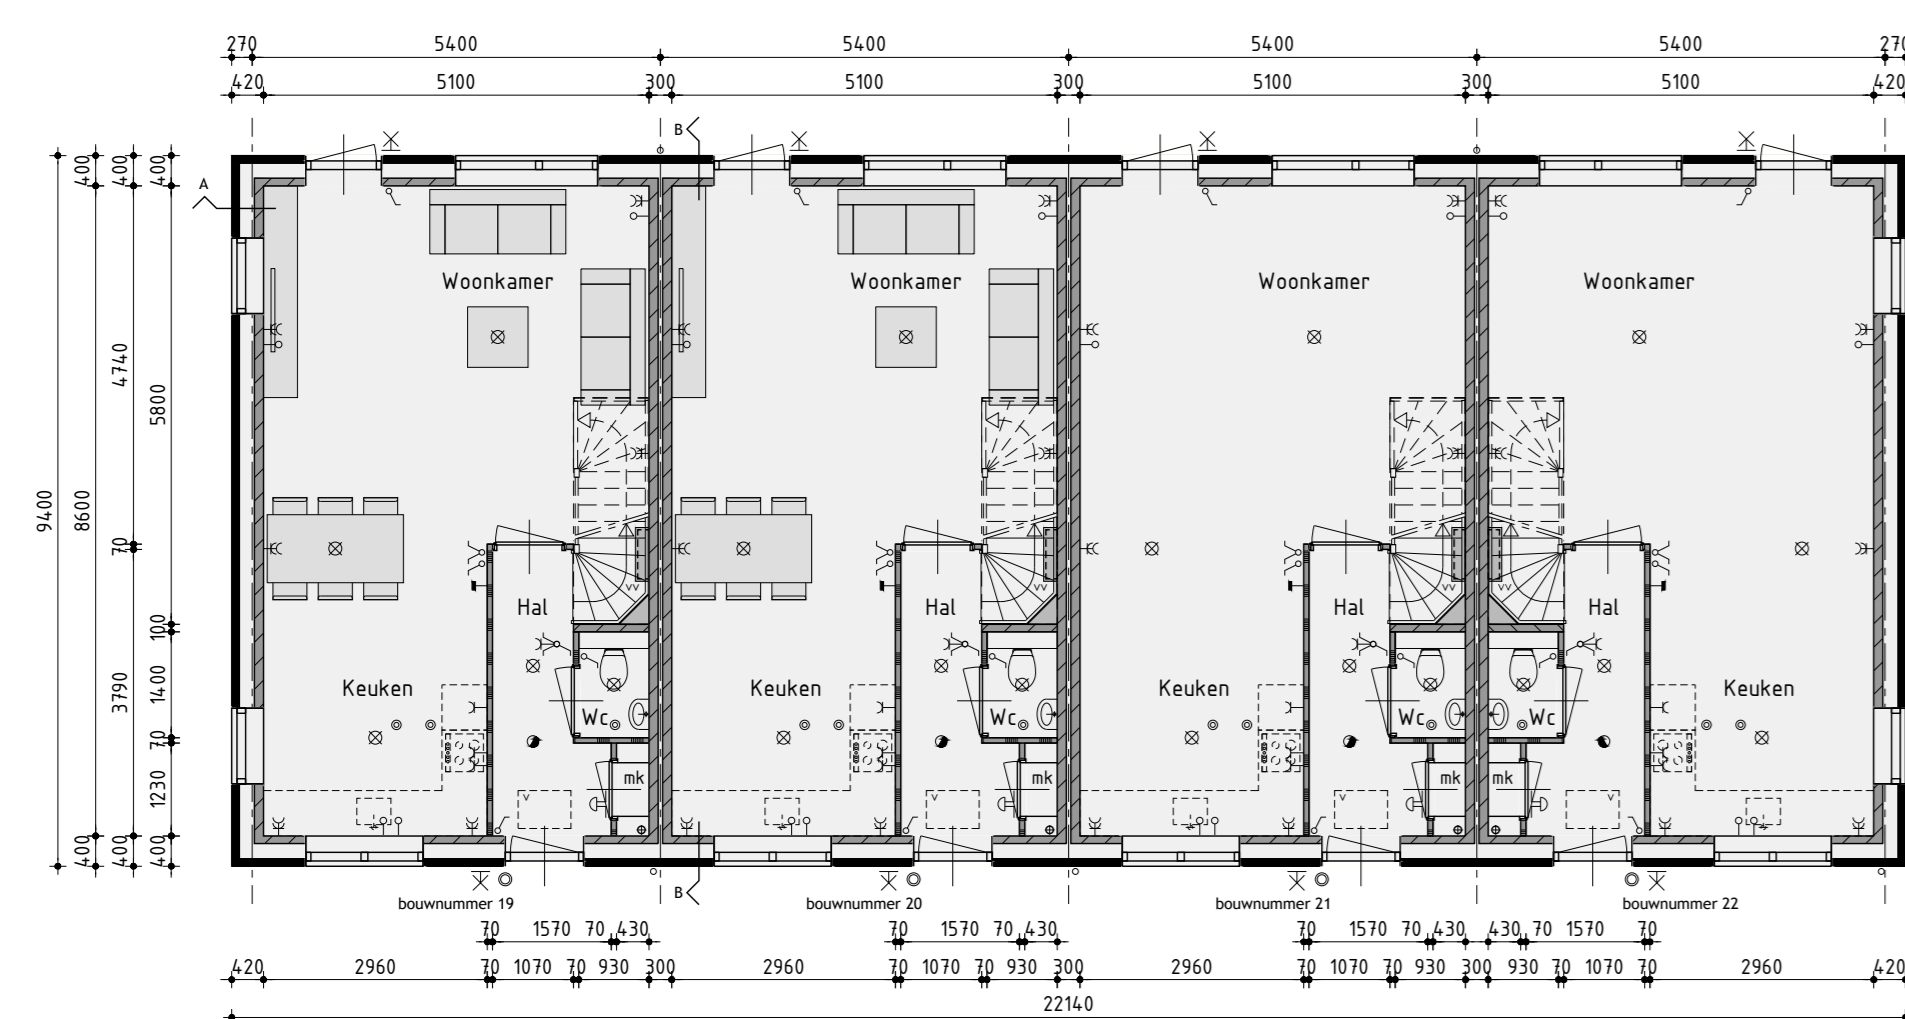 270 5400 5400 5400 5400 270
420 5100 300 5100 300 5100 300 5100 420
400 400 400
A
B
Woonkamer Woonkamer Woonkamer Woonkamer
9400 8600 4740 5800
70
Hal Hal Hal Hal
100
3790 1400
Keuken Keuken Keuken Keuken
Wc Wc Wc Wc
70
1230
mk mk mk mk
400 400 400
B
bouwnummer 19 bouwnummer 20 bouwnummer 21 bouwnummer 22
70 1570 70 430 70 1570 70 430 70 1570 70 430 430 70 1570 70
420 2960 70 1070 70 930 300 2960 70 1070 70 930 300 2960 70 1070 70 930 300 930 70 1070 70 2960 420
22140